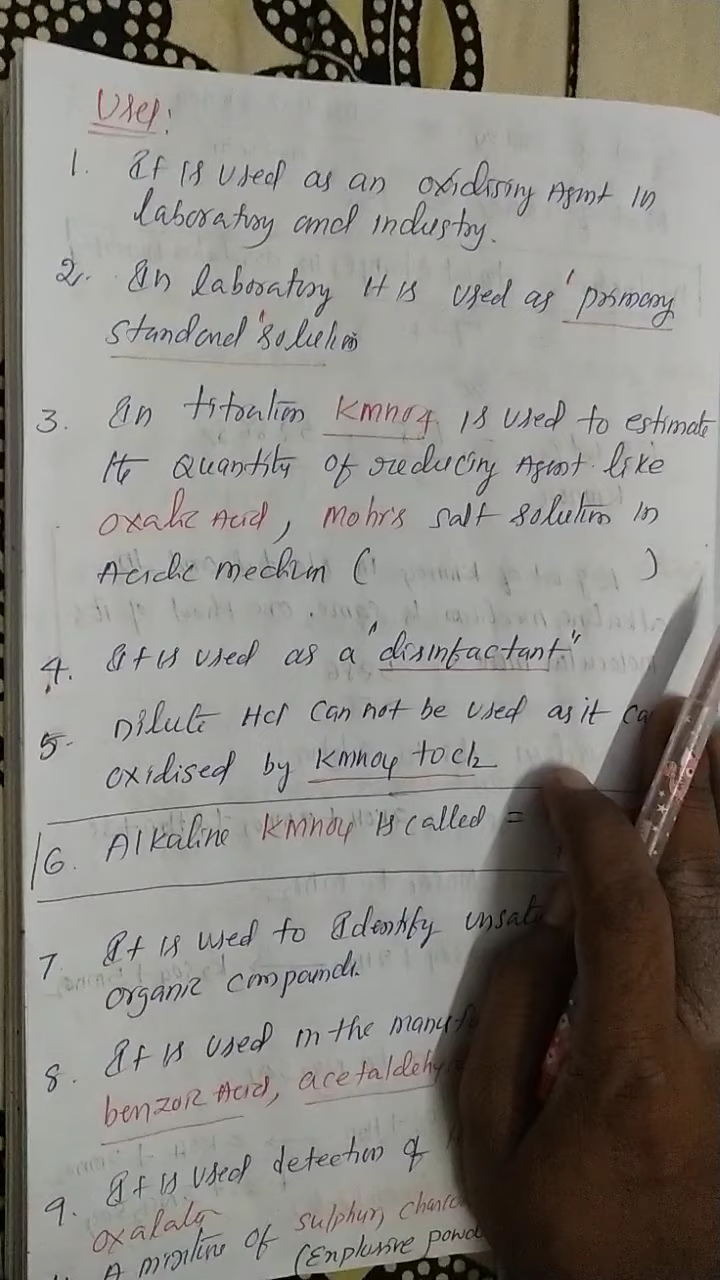 Uses:
1. It is used as an oxidising Agent in
laboratory and industry.
2. In laboratory it is used as 'primary
standard' solution
3. In titration KMnO4 is used to estimate
the Quantity of reducing Agent like
oxalic Acid, Mohr's salt solution in
Acidic medium ( )
4. It is used as a "disinfactant"
5. Dilute HCl can not be used as it ca
oxidised by KMnO4 to Cl2
6. Alkaline KMnO4 is called =
7. It is used to Identify unsat
organic compounds.
8. It is used in the manuf
benzoic Acid, acetaldehy
9. It is used detection of
oxalate
A mixture of sulphur, charco
(Explosive powd